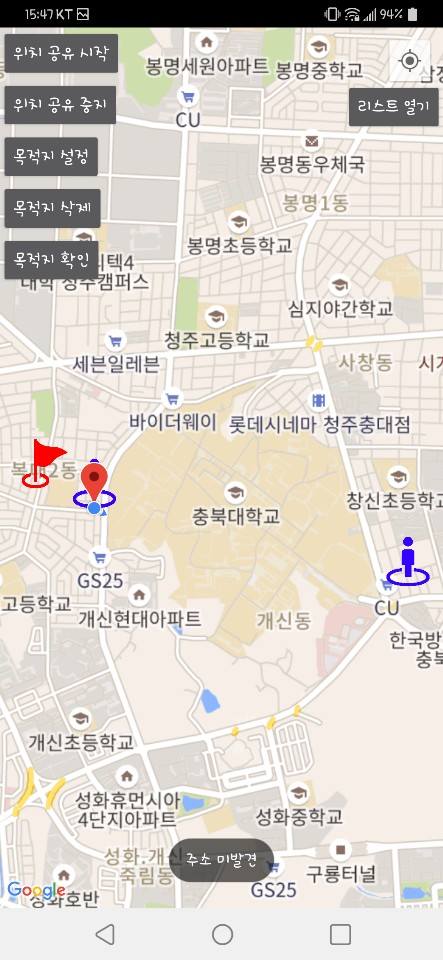 15:47 KT
94%
위치 공유 시작
위치 공유 중지
목적지 설정
목적지 삭제
목적지 확인
리스트 열기
봉명세원아파트
봉명중학교
CU
봉명동우체국
봉명1동
봉명초등학교
대학 청주캠퍼스
심지야간학교
청주고등학교
세븐일레븐
사창동
바이더웨이
롯데시네마 청주충대점
충북대학교
창신초등학교
GS25
CU
고등학교
개신현대아파트
개신동
한국방
충북
개신초등학교
성화휴먼시아
4단지아파트
성화중학교
성화.개신
죽림동
주소 미발견
구룡터널
GS25
Google
성화호반